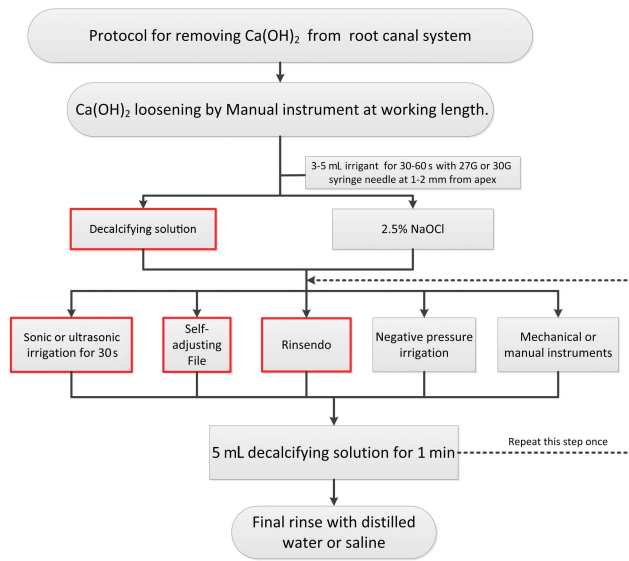 Protocol for removing Ca(OH)₂ from root canal system
Ca(OH)₂ loosening by Manual instrument at working length.
3-5 mL irrigant for 30-60 s with 27G or 30G
syringe needle at 1-2 mm from apex
Decalcifying solution
2.5% NaOCl
Sonic or ultrasonic
irrigation for 30 s
Self-
adjusting
File
Rinsendo
Negative pressure
irrigation
Mechanical or
manual instruments
5 mL decalcifying solution for 1 min
Repeat this step once
Final rinse with distilled
water or saline